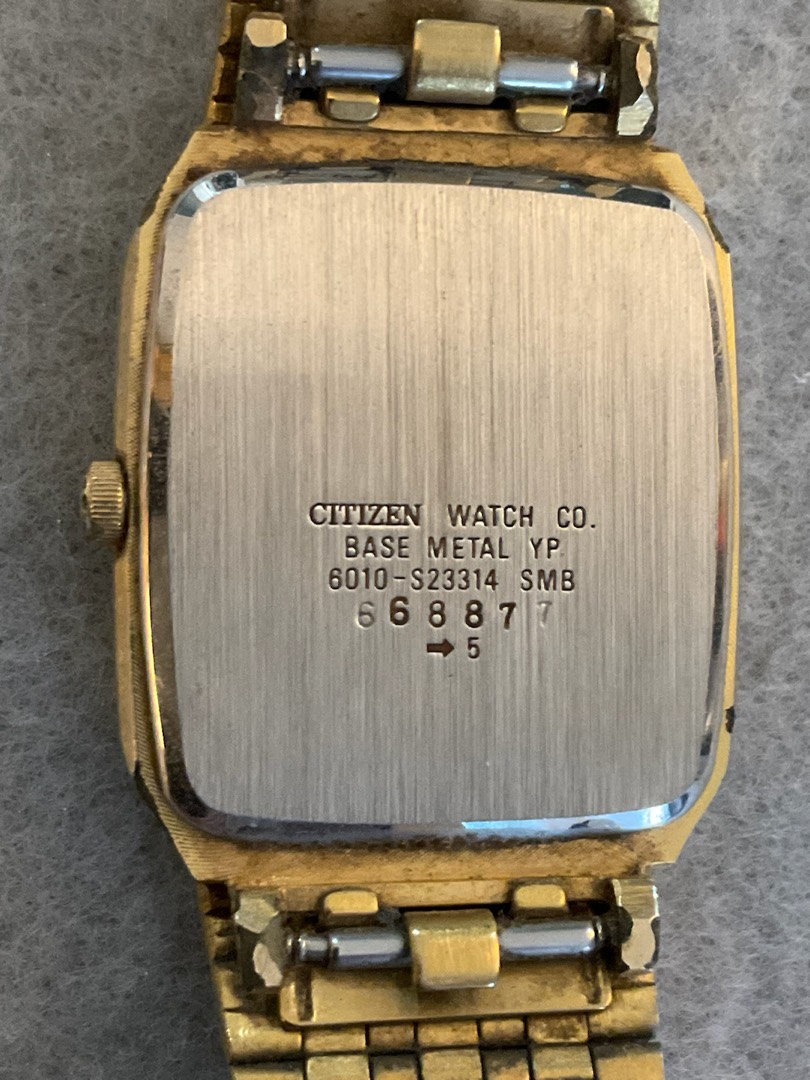 CITIZEN WATCH CO.
BASE METAL YP
6010-S23314 SMB
668877
➡5